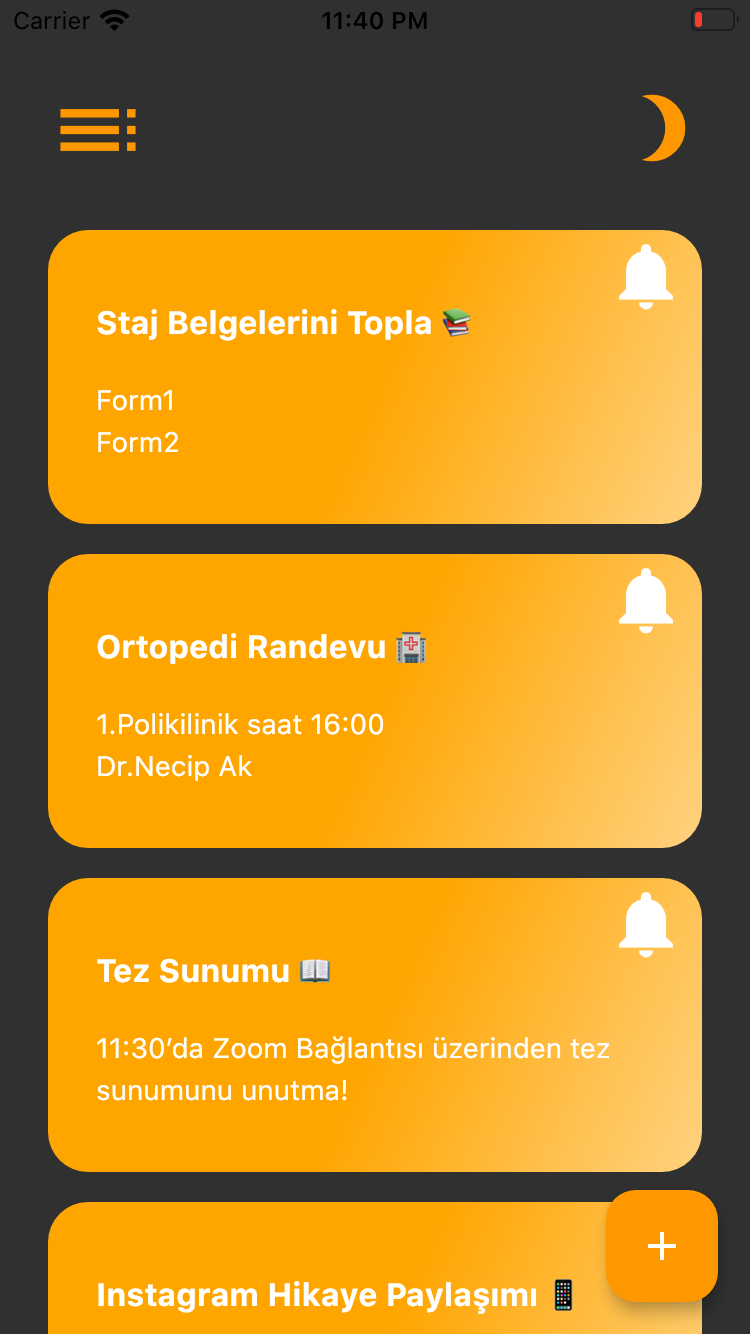 Carrier 11:40 PM
Staj Belgelerini Topla 📚
Form1
Form2
Ortopedi Randevu 🏥
1.Polikilinik saat 16:00
Dr.Necip Ak
Tez Sunumu 📖
11:30’da Zoom Bağlantısı üzerinden tez
sunumunu unutma!
Instagram Hikaye Paylaşımı 📱